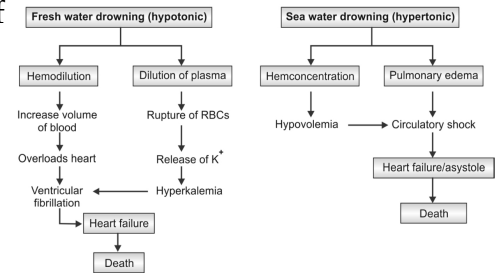 f
Fresh water drowning (hypotonic)
Hemodilution
Dilution of plasma
Increase volume
of blood
Rupture of RBCs
Overloads heart
Release of K+
Ventricular
fibrillation
Hyperkalemia
Heart failure
Death
Sea water drowning (hypertonic)
Hemconcentration
Pulmonary edema
Hypovolemia
Circulatory shock
Heart failure/asystole
Death